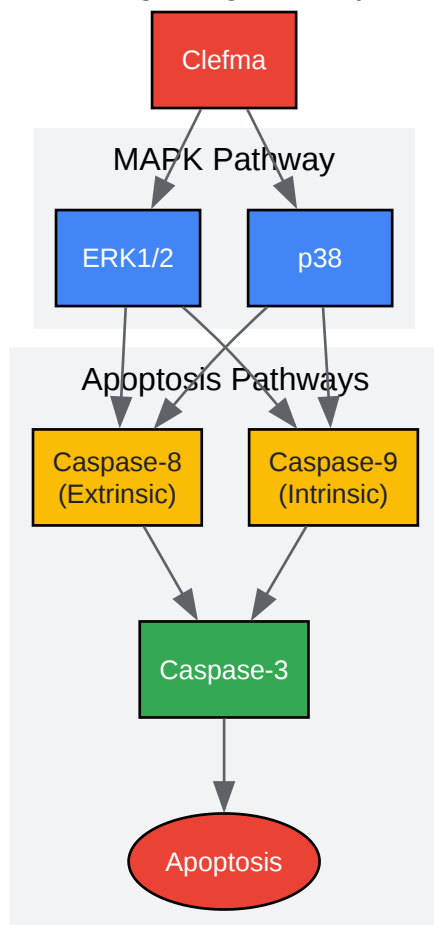 Clefma
MAPK Pathway
ERK1/2
p38
Apoptosis Pathways
Caspase-8
(Extrinsic)
Caspase-9
(Intrinsic)
Caspase-3
Apoptosis